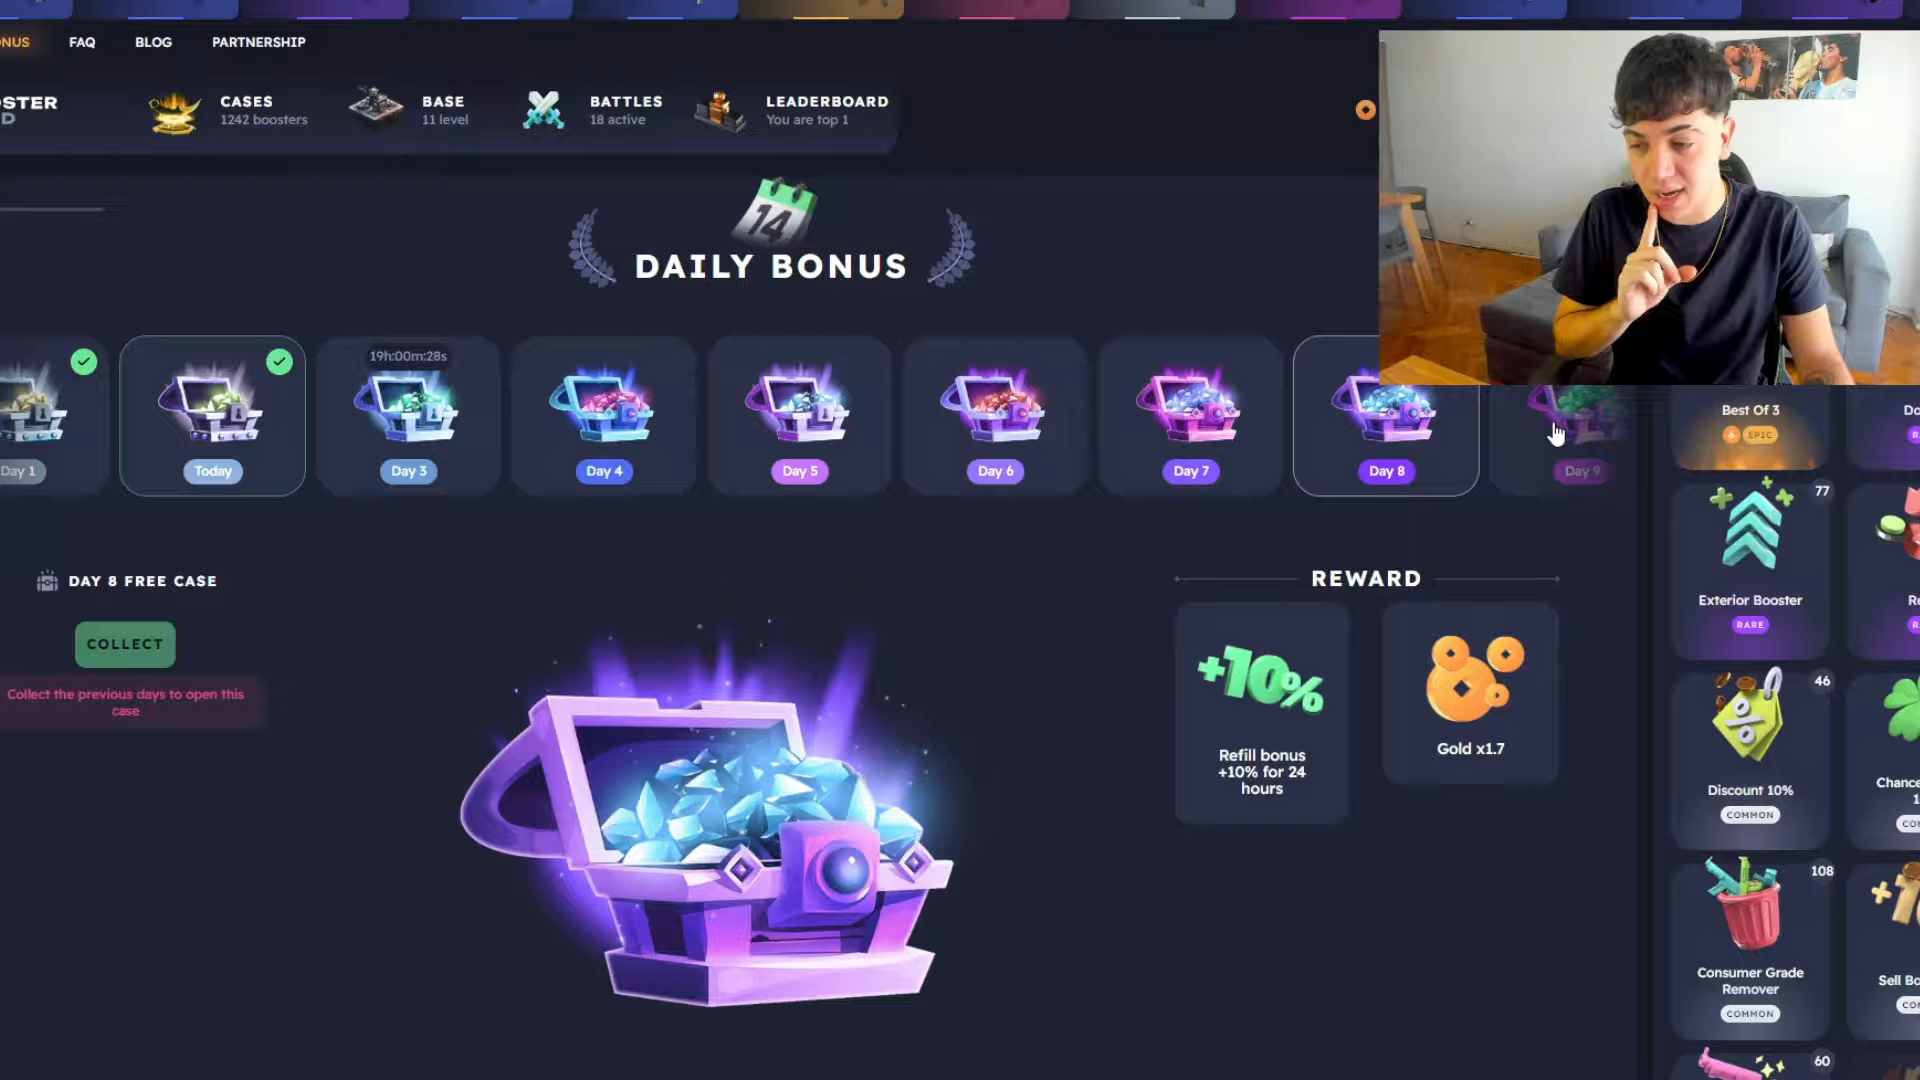 FAQ
BLOG
PARTNERSHIP
CASES
1242 boosters
BASE
11 level
BATTLES
18 active
LEADERBOARD
You are top 1
14
DAILY BONUS
19h:00m:28s
Day 1
Today
Day 3
Day 4
Day 5
Day 6
Day 7
Day 8
Day 9
DAY 8 FREE CASE
COLLECT
Collect the previous days to open this
case
REWARD
+10%
Refill bonus
+10% for 24
hours
Gold x1.7
Best Of 3
EPIC
77
Exterior Booster
RARE
46
%
Discount 10%
COMMON
108
Consumer Grade
Remover
COMMON
60